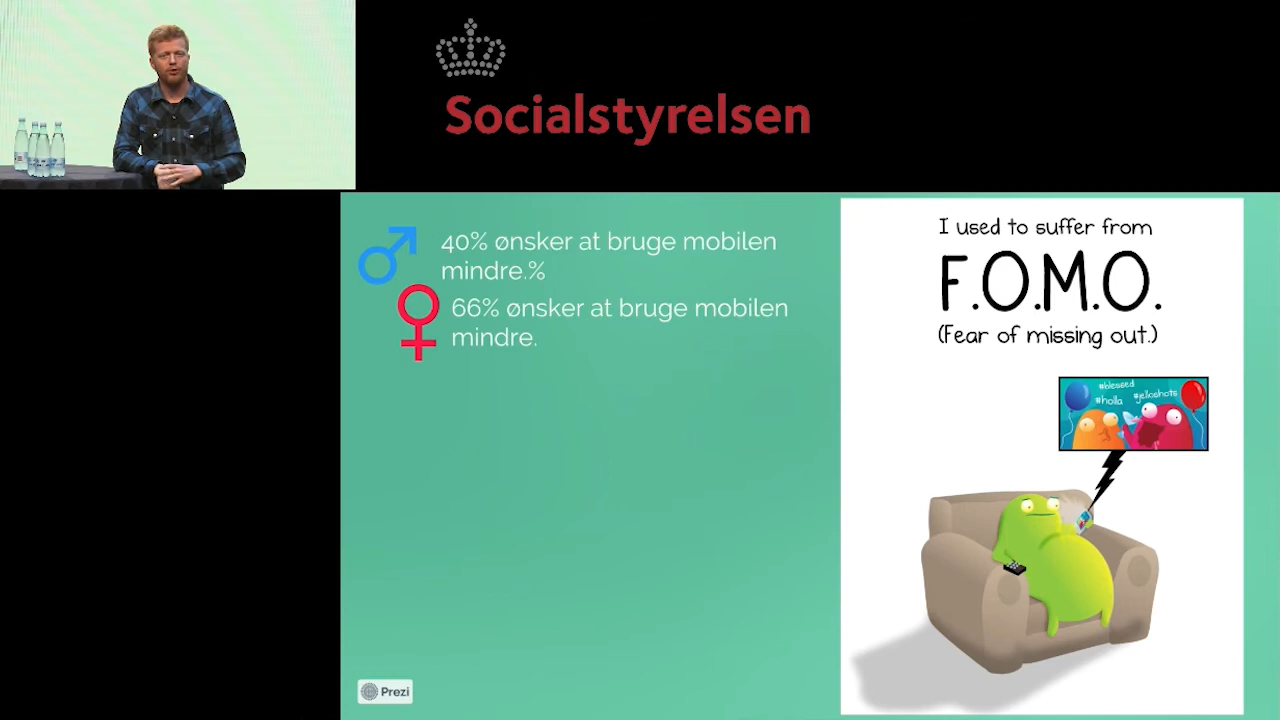 Socialstyrelsen
40% ønsker at bruge mobilen
mindre.%
66% ønsker at bruge mobilen
mindre.
I used to suffer from
F.O.M.O.
(Fear of missing out.)
#blessed
#holla #jelloshots
Prezi